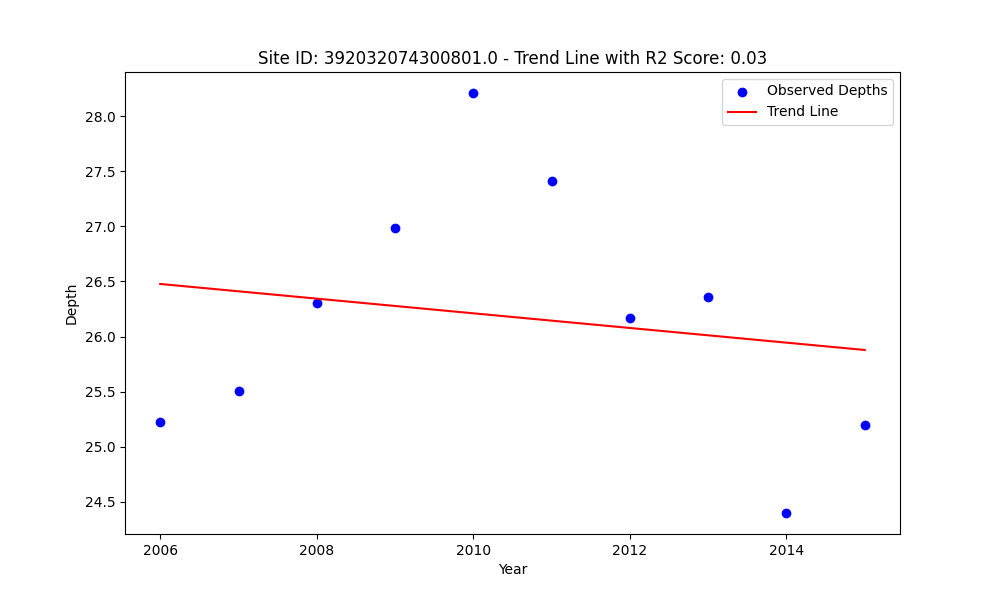 Site ID: 392032074300801.0 - Trend Line with R2 Score: 0.03
Observed Depths
Trend Line
28.0
27.5
27.0
26.5
26.0
25.5
25.0
24.5
Depth
2006
2008
2010
2012
2014
Year